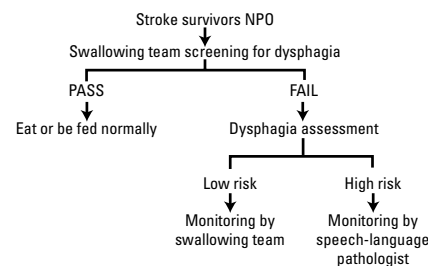 Stroke survivors NPO
Swallowing team screening for dysphagia
PASS
FAIL
Eat or be fed normally
Dysphagia assessment
Low risk
High risk
Monitoring by
swallowing team
Monitoring by
speech-language
pathologist